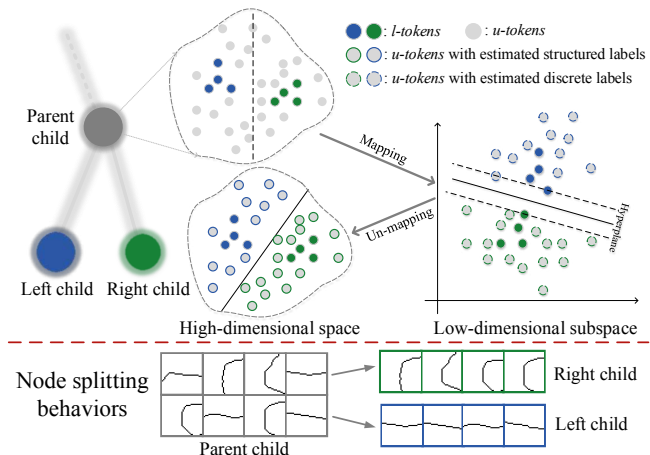 : l-tokens
: u-tokens
: u-tokens with estimated structured labels
: u-tokens with estimated discrete labels
Parent
child
Mapping
Un-mapping
Hyperplane
Left child
Right child
High-dimensional space
Low-dimensional subspace
Node splitting
behaviors
Parent child
Right child
Left child